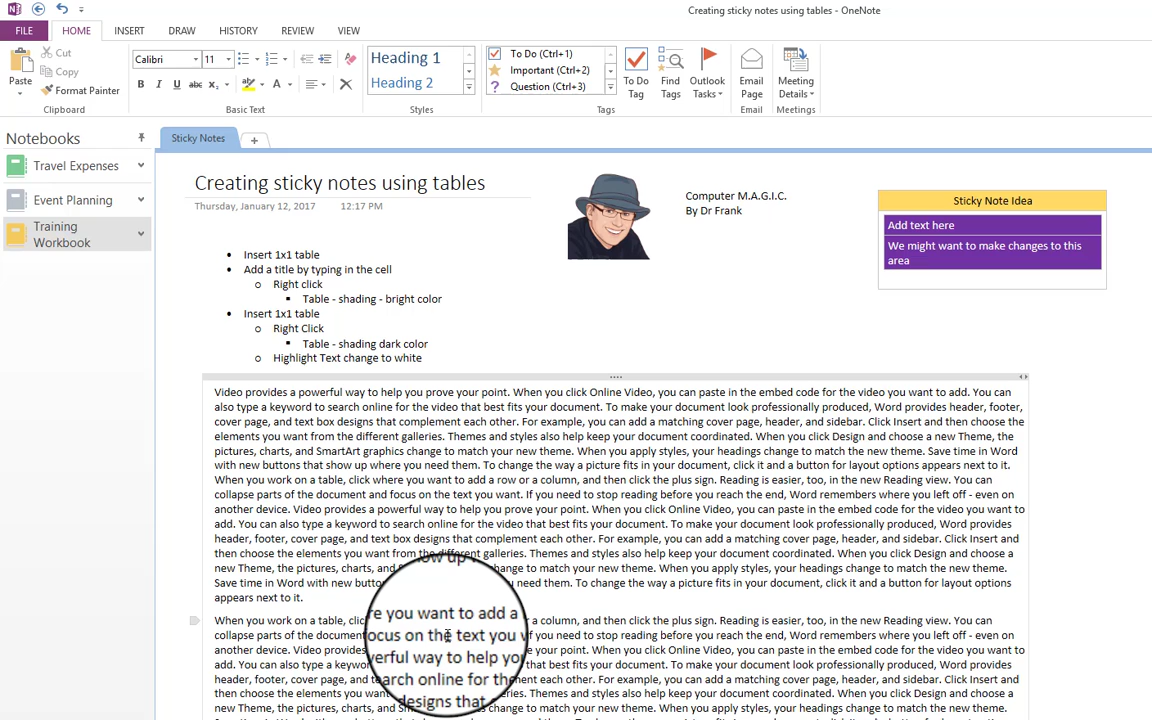 Creating sticky notes using tables - OneNote
FILE HOME INSERT DRAW HISTORY REVIEW VIEW
Paste
Cut
Copy
Format Painter
Clipboard
Calibri 11
B I U abc X₂ A
Basic Text
Heading 1
Heading 2
Styles
To Do (Ctrl+1)
Important (Ctrl+2)
Question (Ctrl+3)
To Do
Tag
Find
Tags
Outlook
Tasks
Tags
Email
Page
Email
Meeting
Details
Meetings
Notebooks
Travel Expenses
Event Planning
Training
Workbook
Sticky Notes +
Creating sticky notes using tables
Thursday, January 12, 2017 12:17 PM
Computer M.A.G.I.C.
By Dr Frank
Sticky Note Idea
Add text here
We might want to make changes to this
area
Insert 1x1 table
Add a title by typing in the cell
Right click
Table - shading - bright color
Insert 1x1 table
Right Click
Table - shading dark color
Highlight Text change to white
Video provides a powerful way to help you prove your point. When you click Online Video, you can paste in the embed code for the video you want to add. You can
also type a keyword to search online for the video that best fits your document. To make your document look professionally produced, Word provides header, footer,
cover page, and text box designs that complement each other. For example, you can add a matching cover page, header, and sidebar. Click Insert and then choose the
elements you want from the different galleries. Themes and styles also help keep your document coordinated. When you click Design and choose a new Theme, the
pictures, charts, and SmartArt graphics change to match your new theme. When you apply styles, your headings change to match the new theme. Save time in Word
with new buttons that show up where you need them. To change the way a picture fits in your document, click it and a button for layout options appears next to it.
When you work on a table, click where you want to add a row or a column, and then click the plus sign. Reading is easier, too, in the new Reading view. You can
collapse parts of the document and focus on the text you want. If you need to stop reading before you reach the end, Word remembers where you left off - even on
another device. Video provides a powerful way to help you prove your point. When you click Online Video, you can paste in the embed code for the video you want to
add. You can also type a keyword to search online for the video that best fits your document. To make your document look professionally produced, Word provides
header, footer, cover page, and text box designs that complement each other. For example, you can add a matching cover page, header, and sidebar. Click Insert and
then choose the elements you want from the different galleries. Themes and styles also help keep your document coordinated. When you click Design and choose a
new Theme, the pictures, charts, and change to match your new theme. When you apply styles, your headings change to match the new theme.
Save time in Word with new need them. To change the way a picture fits in your document, click it and a button for layout options
appears next to it.
When you work on a table, re you want to add a a column, and then click the plus sign. Reading is easier, too, in the new Reading view. You can
collapse parts of the document ocus on the text you If you need to stop reading before you reach the end, Word remembers where you left off - even on
another device. Video verful way to help you When you click Online Video, you can paste in the embed code for the video you want to
add. You can also type a arch online for the that best fits your document. To make your document look professionally produced, Word provides
header, footer, cover page, and designs that ment each other. For example, you can add a matching cover page, header, and sidebar. Click Insert and
then choose the elements you want Themes and styles also help keep your document coordinated. When you click Design and choose a
new Theme, the pictures, charts, and change to match your new theme. When you apply styles, your headings change to match the new theme.